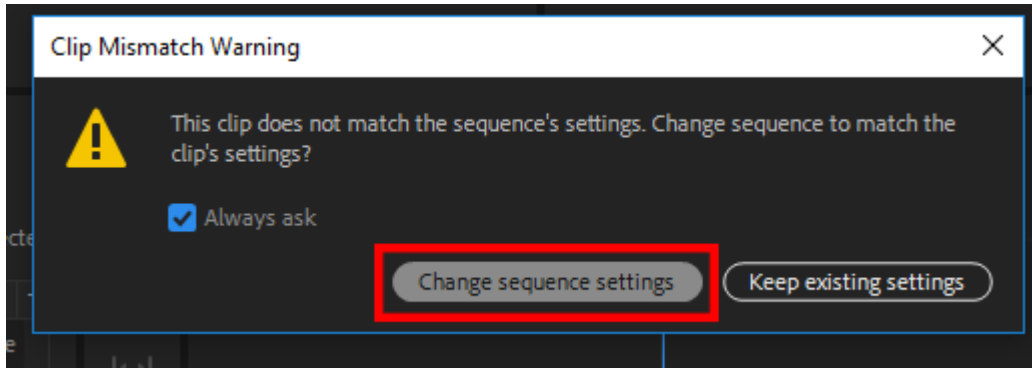 Clip Mismatch Warning
This clip does not match the sequence's settings. Change sequence to match the
clip's settings?
Always ask
Change sequence settings
Keep existing settings